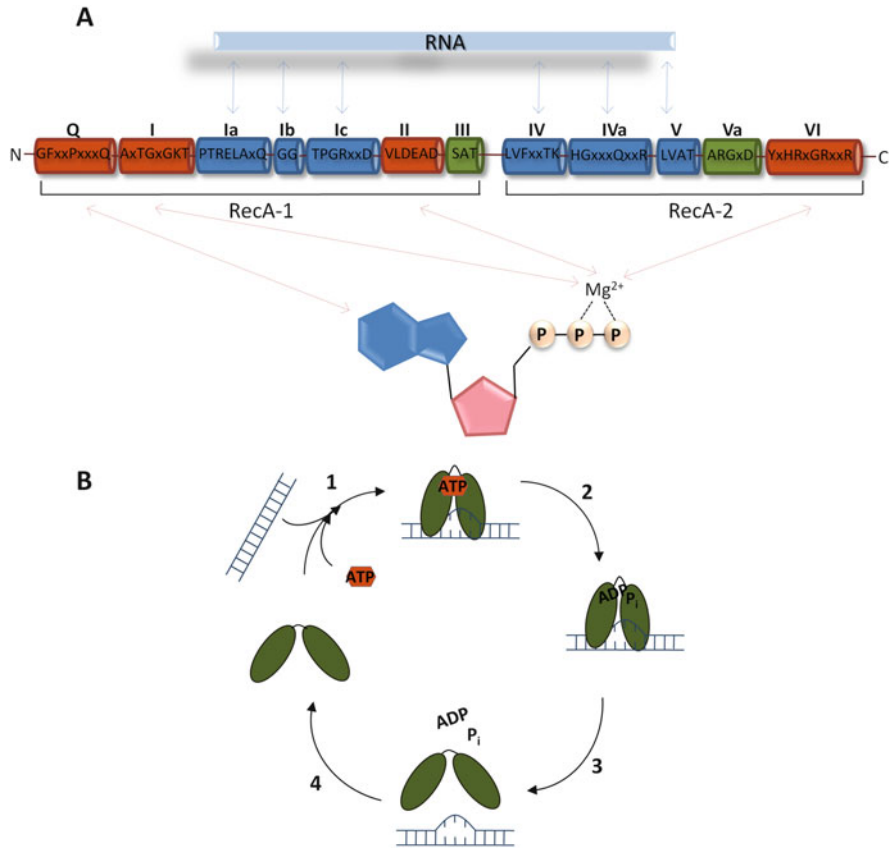 A
RNA
Q I Ia Ib Ic II III IV IVa V Va VI
N GFxxPxxxQ AxTGxGKT PTRELAxQ GG TPGRxxD VLDEAD SAT LVFxxTK HGxxxQxxR LVAT ARGxD YxHRxGRxxR C
RecA-1 RecA-2
Mg²⁺
P P P
B
1 ATP 2
ATP
ADP Pᵢ
ADP
Pᵢ
4 3